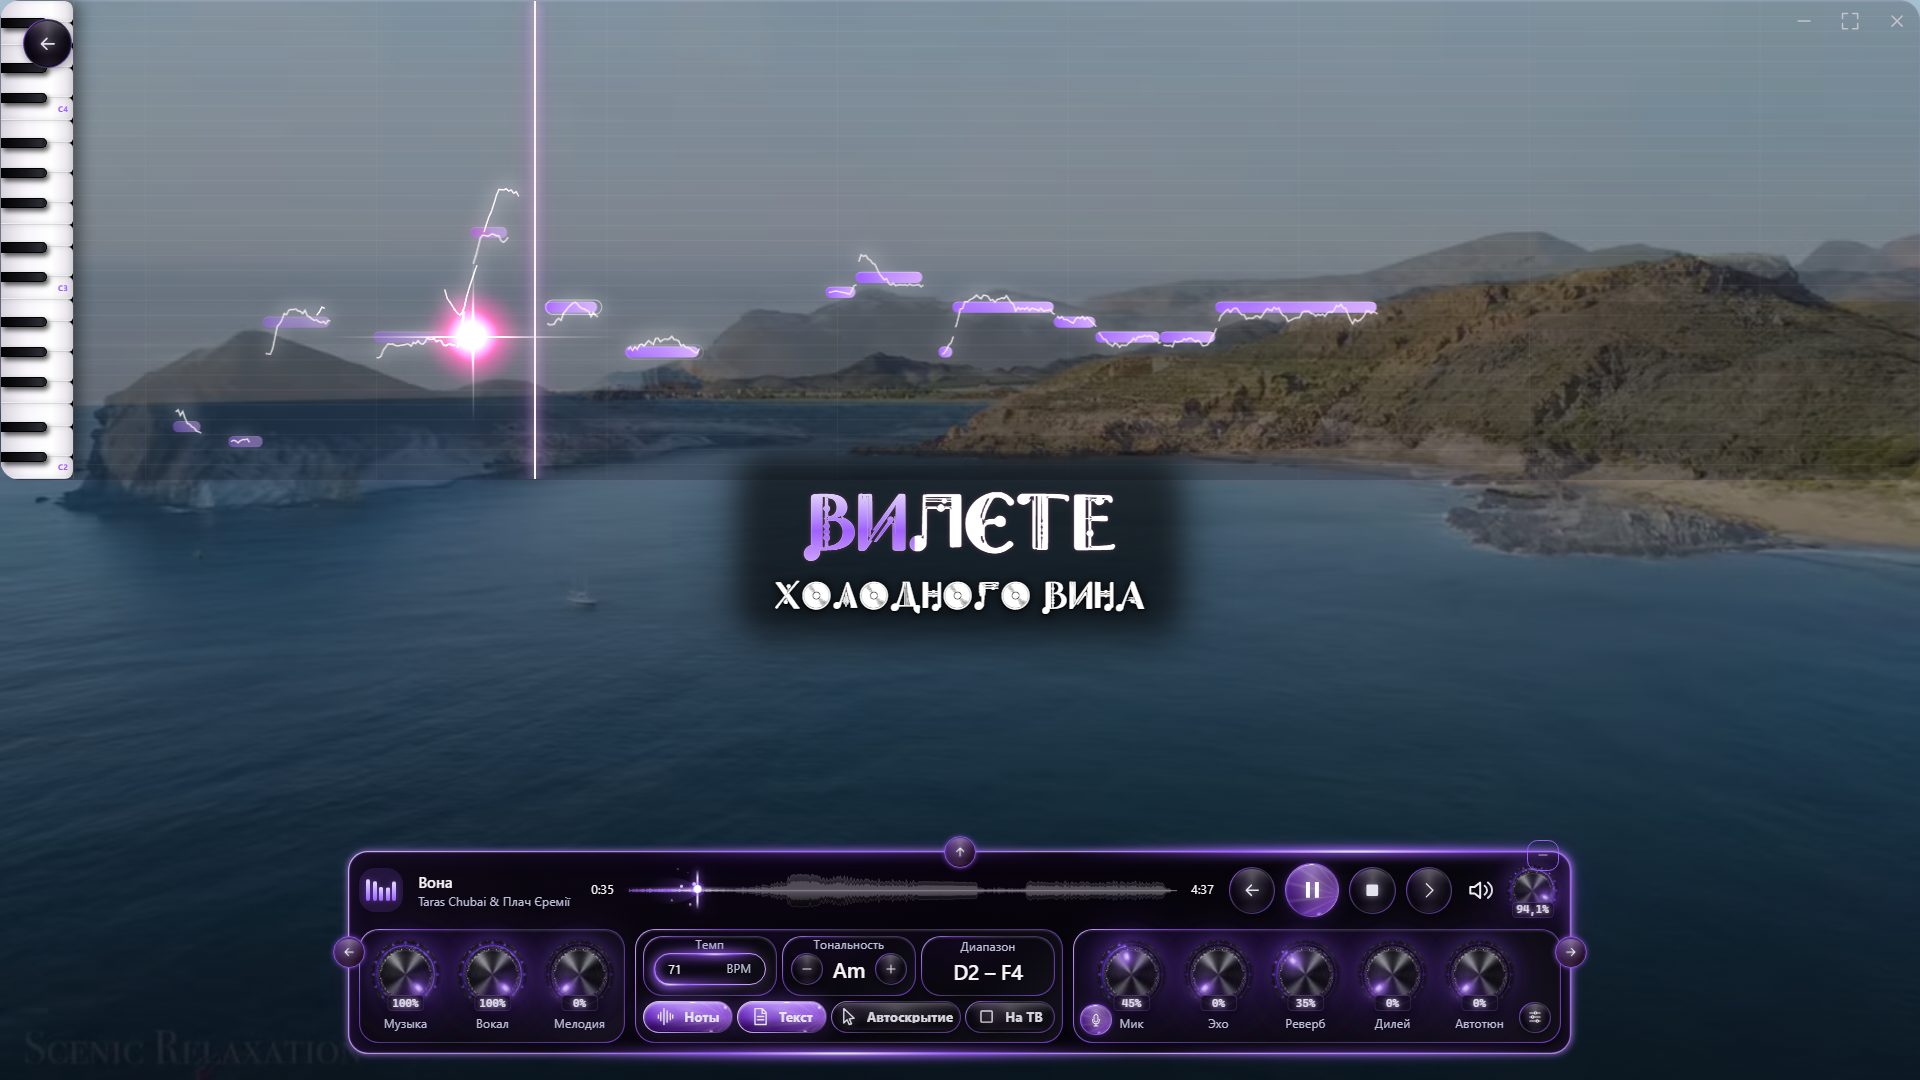 C4
C3
C2
ВИЛЄТЕ
ХОЛОДНОГО ВИНА
Вона
Taras Chubai & Плач Єремії
0:35
4:37
94,1%
100%
Музыка
100%
Вокал
0%
Мелодия
Темп
71 BPM
Тональность
− Am +
Диапазон
D2 – F4
Ноты
Текст
Автоскрытие
На ТВ
45%
Мик
0%
Эхо
35%
Реверб
0%
Дилей
0%
Автотюн
SCENIC RELAXATION